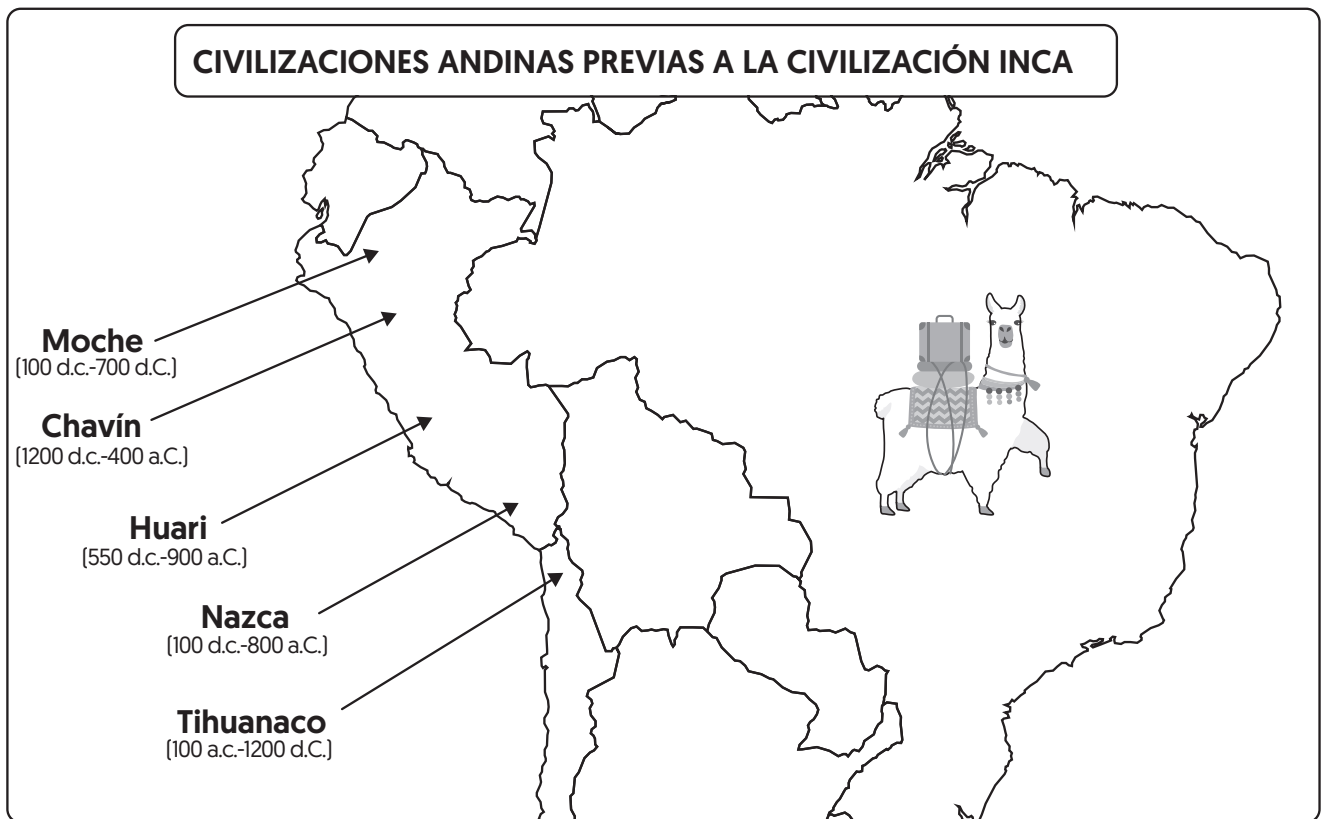 CIVILIZACIONES ANDINAS PREVIAS A LA CIVILIZACIÓN INCA
Moche
(100 d.c.-700 d.C.)
Chavín
(1200 d.c.-400 a.C.)
Huari
(550 d.c.-900 a.C.)
Nazca
(100 d.c.-800 a.C.)
Tihuanaco
(100 a.c.-1200 d.C.)